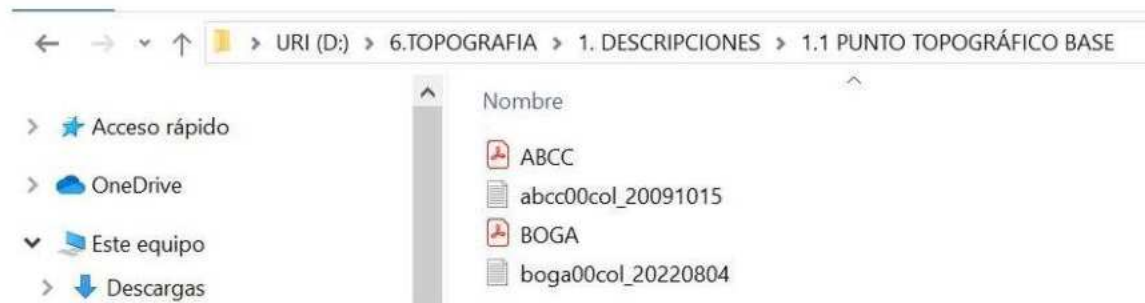 URI (D:) > 6.TOPOGRAFIA > 1. DESCRIPCIONES > 1.1 PUNTO TOPOGRÁFICO BASE
Acceso rápido
OneDrive
Este equipo
Descargas
Nombre
ABCC
abcc00col_20091015
BOGA
boga00col_20220804